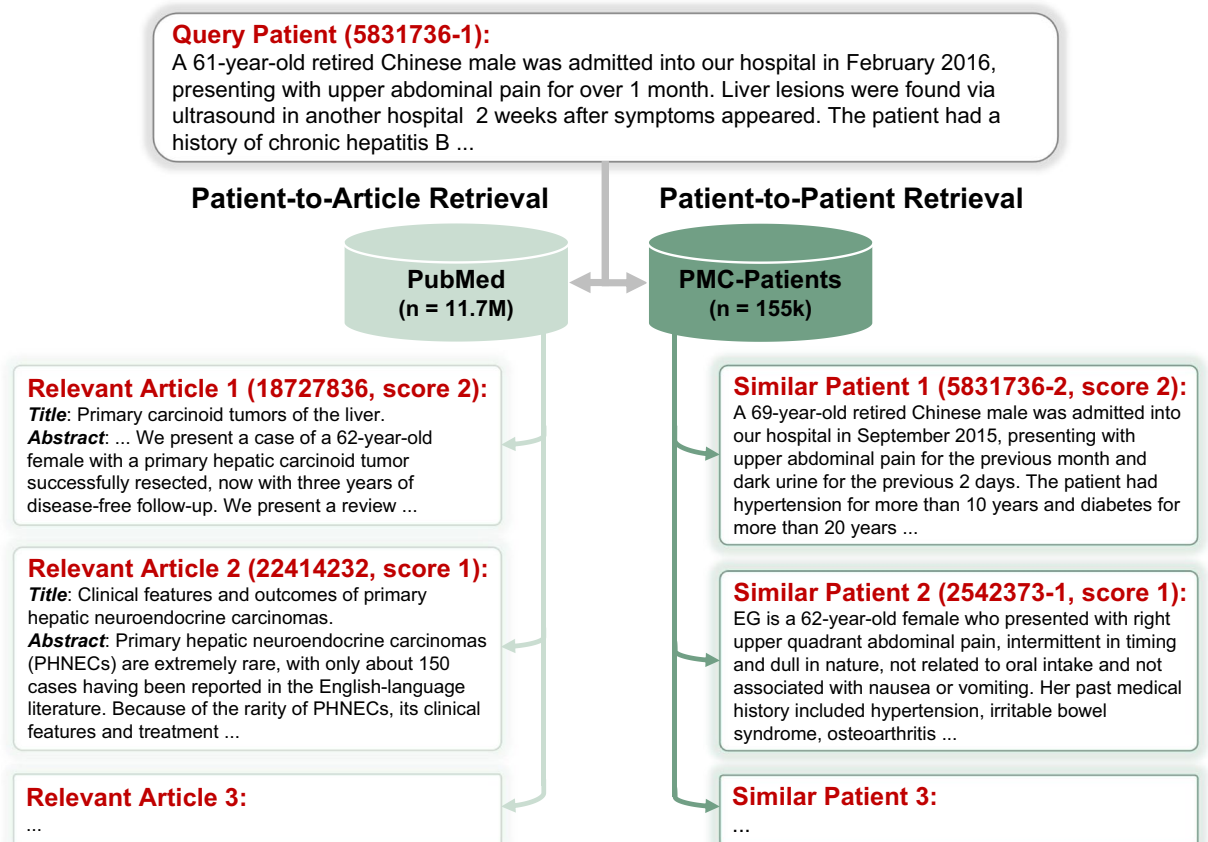 Query Patient (5831736-1):
A 61-year-old retired Chinese male was admitted into our hospital in February 2016,
presenting with upper abdominal pain for over 1 month. Liver lesions were found via
ultrasound in another hospital 2 weeks after symptoms appeared. The patient had a
history of chronic hepatitis B ...
Patient-to-Article Retrieval
PubMed
(n = 11.7M)
Relevant Article 1 (18727836, score 2):
Title: Primary carcinoid tumors of the liver.
Abstract: ... We present a case of a 62-year-old
female with a primary hepatic carcinoid tumor
successfully resected, now with three years of
disease-free follow-up. We present a review ...
Relevant Article 2 (22414232, score 1):
Title: Clinical features and outcomes of primary
hepatic neuroendocrine carcinomas.
Abstract: Primary hepatic neuroendocrine carcinomas
(PHNECs) are extremely rare, with only about 150
cases having been reported in the English-language
literature. Because of the rarity of PHNECs, its clinical
features and treatment ...
Relevant Article 3:
...
Patient-to-Patient Retrieval
PMC-Patients
(n = 155k)
Similar Patient 1 (5831736-2, score 2):
A 69-year-old retired Chinese male was admitted into
our hospital in September 2015, presenting with
upper abdominal pain for the previous month and
dark urine for the previous 2 days. The patient had
hypertension for more than 10 years and diabetes for
more than 20 years ...
Similar Patient 2 (2542373-1, score 1):
EG is a 62-year-old female who presented with right
upper quadrant abdominal pain, intermittent in timing
and dull in nature, not related to oral intake and not
associated with nausea or vomiting. Her past medical
history included hypertension, irritable bowel
syndrome, osteoarthritis ...
Similar Patient 3:
...